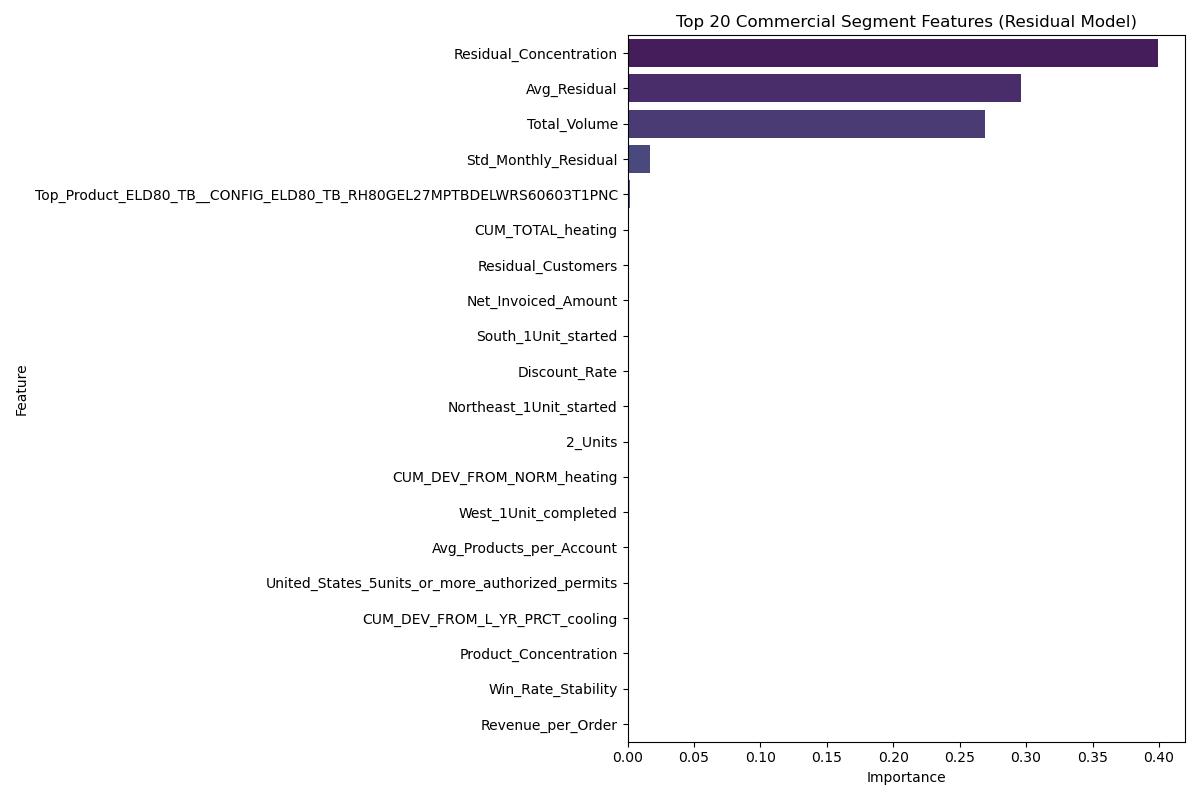 Top 20 Commercial Segment Features (Residual Model)
Residual_Concentration
Avg_Residual
Total_Volume
Std_Monthly_Residual
Top_Product_ELD80_TB__CONFIG_ELD80_TB_RH80GEL27MPTBDELWRS60603T1PNC
CUM_TOTAL_heating
Residual_Customers
Net_Invoiced_Amount
South_1Unit_started
Discount_Rate
Northeast_1Unit_started
2_Units
CUM_DEV_FROM_NORM_heating
West_1Unit_completed
Avg_Products_per_Account
United_States_5units_or_more_authorized_permits
CUM_DEV_FROM_L_YR_PRCT_cooling
Product_Concentration
Win_Rate_Stability
Revenue_per_Order
Feature
0.00 0.05 0.10 0.15 0.20 0.25 0.30 0.35 0.40
Importance